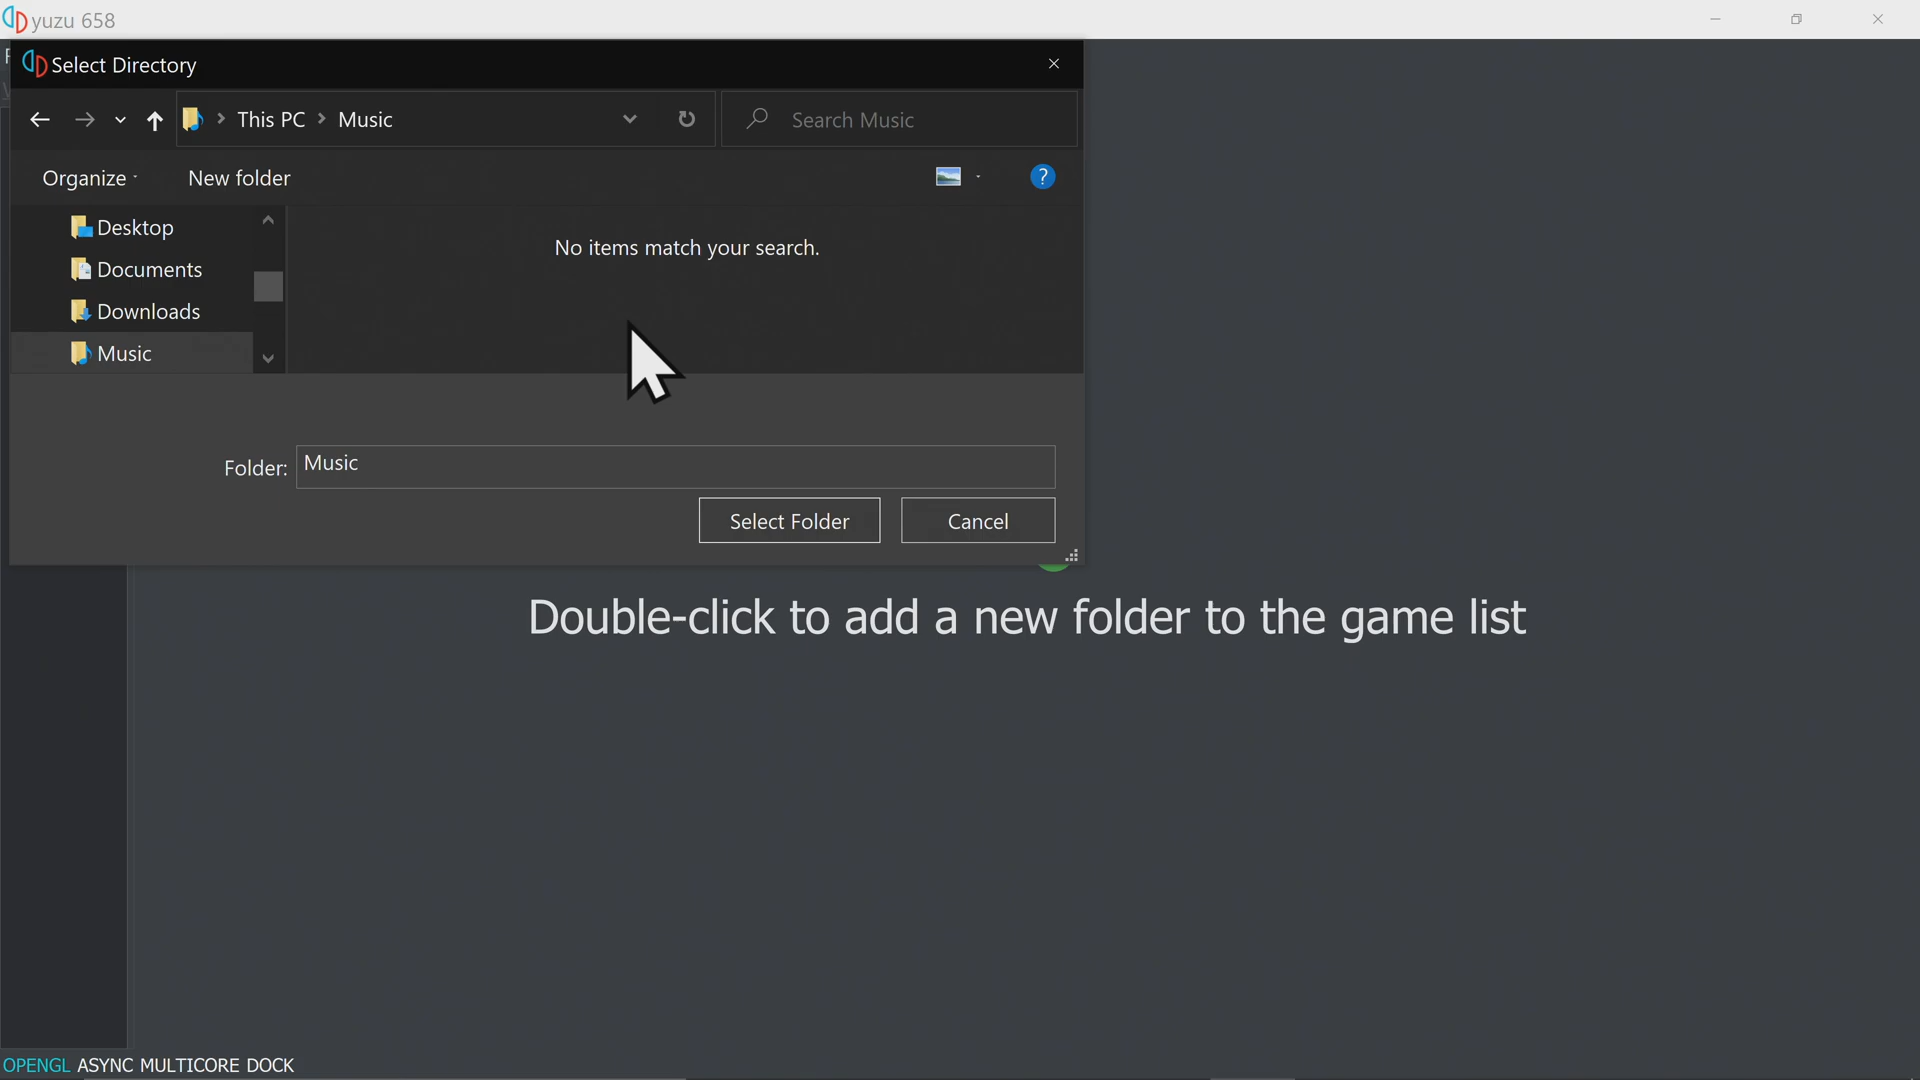 yuzu 658
Select Directory
This PC > Music
Search Music
Organize
New folder
?
Desktop
Documents
Downloads
Music
No items match your search.
Folder: Music
Select Folder
Cancel
Double-click to add a new folder to the game list
OPENGL ASYNC MULTICORE DOCK